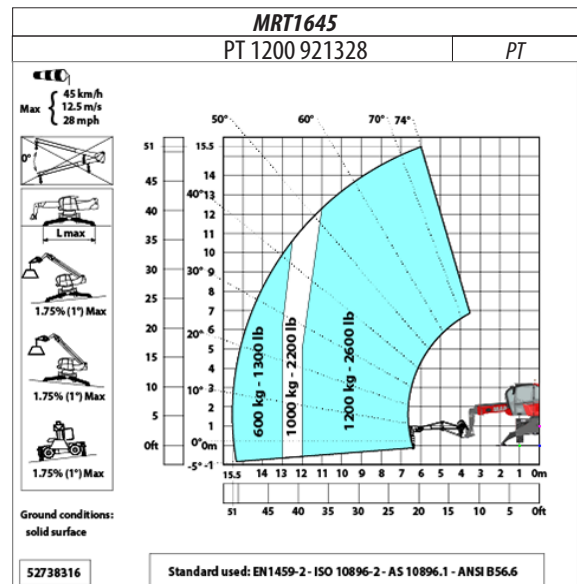 MRT1645
PT 1200 921328
PT
Max { 45 km/h
12.5 m/s
28 mph
0°
L max
1.75% (1°) Max
1.75% (1°) Max
1.75% (1°) Max
Ground conditions:
solid surface
52738316
50°
60°
70°
74°
40°
30°
20°
10°
0°
-5°
51
45
40
35
30
25
20
15
10
5
0ft
15.5
14
13
12
11
10
9
8
7
6
5
4
3
2
1
0m
-1
600 kg - 1300 lb
1000 kg - 2200 lb
1200 kg - 2600 lb
15.5 14 13 12 11 10 9 8 7 6 5 4 3 2 1 0m
51 45 40 35 30 25 20 15 10 5 0ft
Standard used: EN1459-2 - ISO 10896-2 - AS 10896.1 - ANSI B56.6